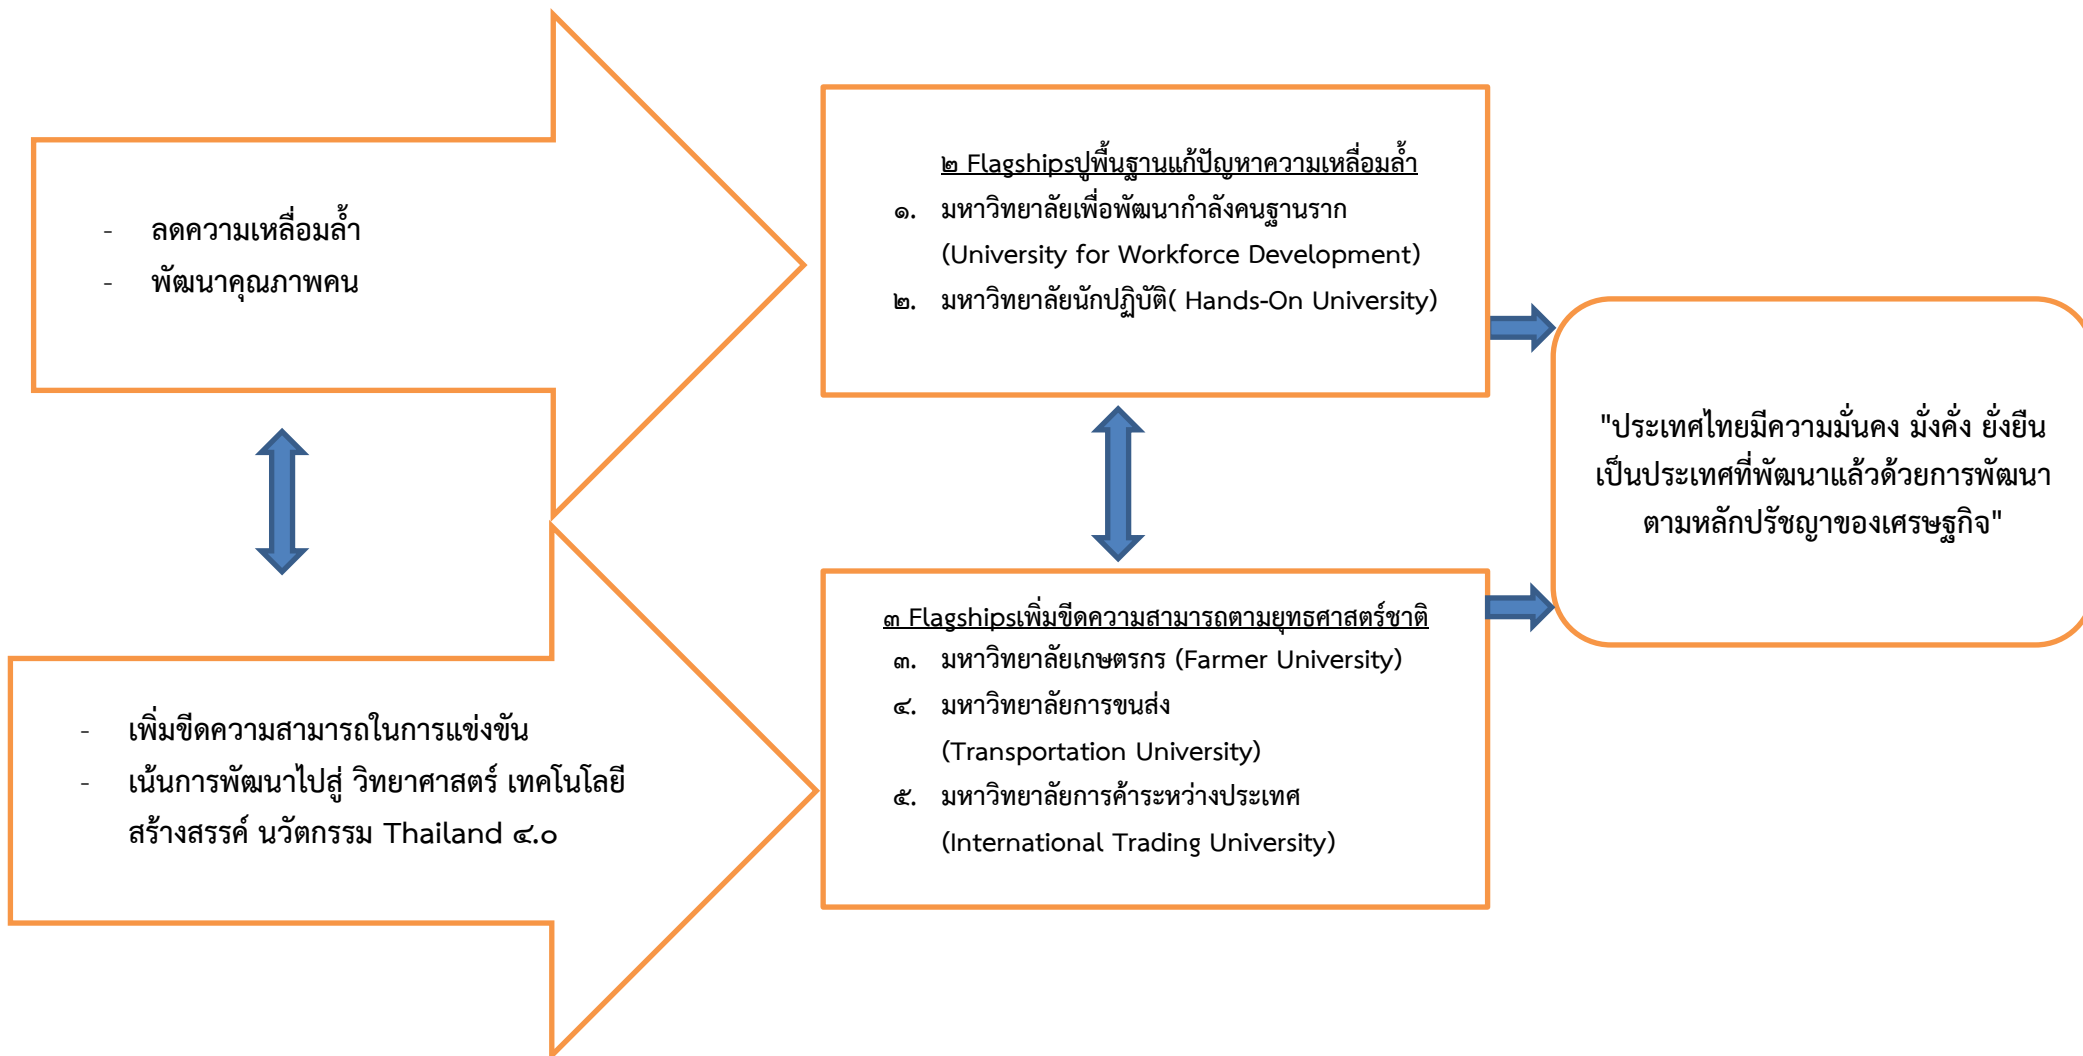 - ลดความเหลื่อมล้ำ
- พัฒนาคุณภาพคน
๒ Flagshipsปูพื้นฐานแก้ปัญหาความเหลื่อมล้ำ
๑. มหาวิทยาลัยเพื่อพัฒนากำลังคนฐานราก
(University for Workforce Development)
๒. มหาวิทยาลัยนักปฏิบัติ( Hands-On University)
- เพิ่มขีดความสามารถในการแข่งขัน
- เน้นการพัฒนาไปสู่ วิทยาศาสตร์ เทคโนโลยี
สร้างสรรค์ นวัตกรรม Thailand ๔.๐
๓ Flagshipsเพิ่มขีดความสามารถตามยุทธศาสตร์ชาติ
๓. มหาวิทยาลัยเกษตรกร (Farmer University)
๔. มหาวิทยาลัยการขนส่ง
(Transportation University)
๕. มหาวิทยาลัยการค้าระหว่างประเทศ
(International Trading University)
"ประเทศไทยมีความมั่นคง มั่งคั่ง ยั่งยืน
เป็นประเทศที่พัฒนาแล้วด้วยการพัฒนา
ตามหลักปรัชญาของเศรษฐกิจ"